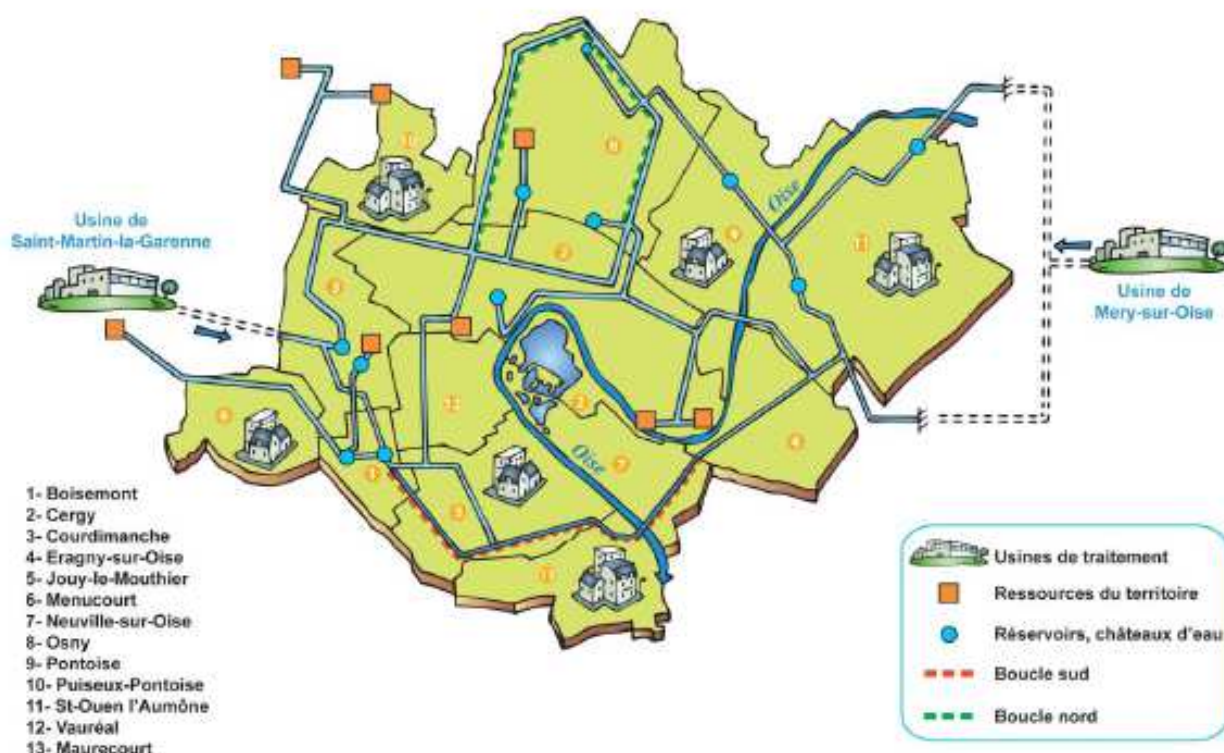 Usine de
Saint-Martin-la-Garenne
Oise
Usine de
Mery-sur-Oise
Oise
1- Boisemont
2- Cergy
3- Courdimanche
4- Eragny-sur-Oise
5- Jouy-le-Mouthier
6- Menucourt
7- Neuville-sur-Oise
8- Osny
9- Pontoise
10- Puiseux-Pontoise
11- St-Ouen l'Aumône
12- Vauréal
13- Maurecourt
Usines de traitement
Ressources du territoire
Réservoirs, châteaux d'eau
Boucle sud
Boucle nord